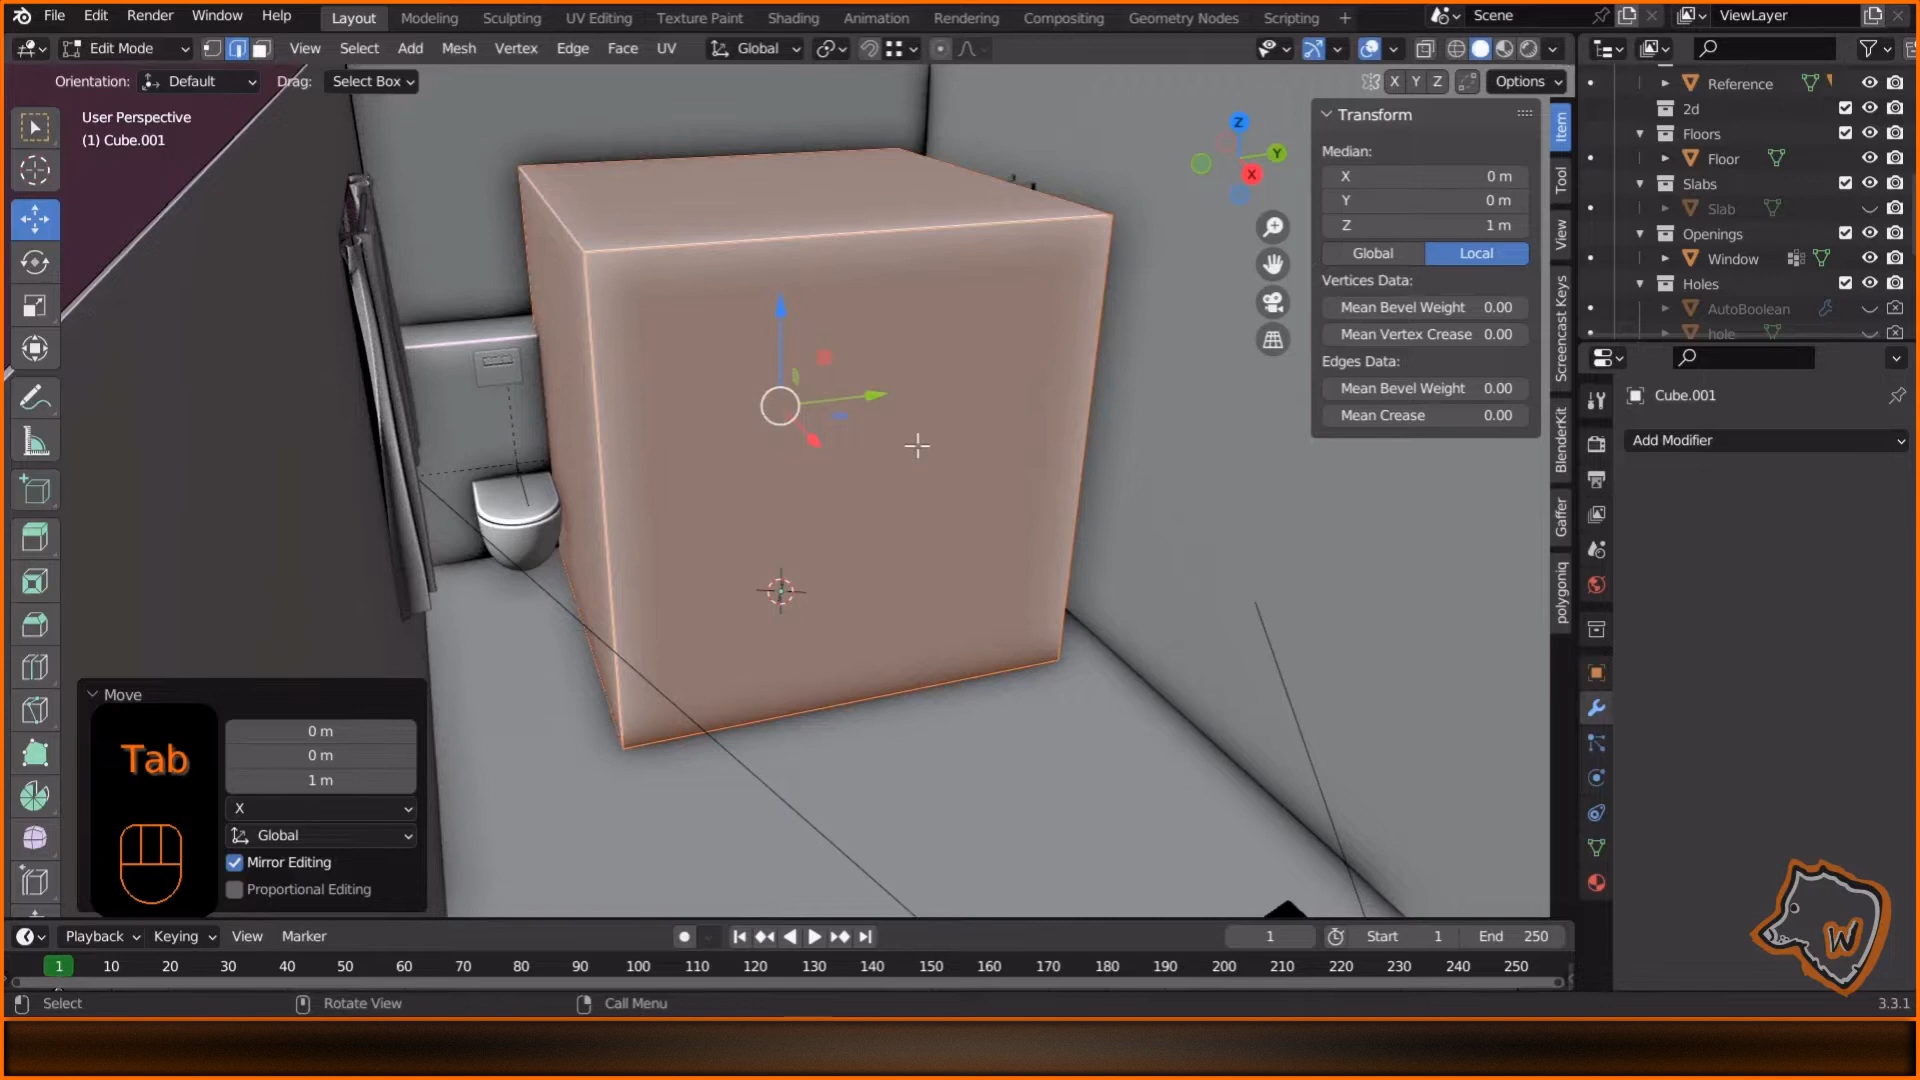 File Edit Render Window Help Layout Modeling Sculpting UV Editing Texture Paint Shading Animation Rendering Compositing Geometry Nodes Scripting + Scene ViewLayer
Edit Mode View Select Add Mesh Vertex Edge Face UV Global
Orientation: Default Drag: Select Box X Y Z Options
User Perspective
(1) Cube.001
Z
Y
X
Transform
Median:
X 0 m
Y 0 m
Z 1 m
Global Local
Vertices Data:
Mean Bevel Weight 0.00
Mean Vertex Crease 0.00
Edges Data:
Mean Bevel Weight 0.00
Mean Crease 0.00
Item
Tool
View
Screencast Keys
BlenderKit
Gaffer
polygoniq
Reference
2d
Floors
Floor
Slabs
Slab
Openings
Window
Holes
AutoBoolean
hole
Cube.001
Add Modifier
Move
Tab
0 m
0 m
1 m
X
Global
Mirror Editing
Proportional Editing
W
Playback Keying View Marker 1 Start 1 End 250
1 10 20 30 40 50 60 70 80 90 100 110 120 130 140 150 160 170 180 190 200 210 220 230 240 250
Select Rotate View Call Menu 3.3.1